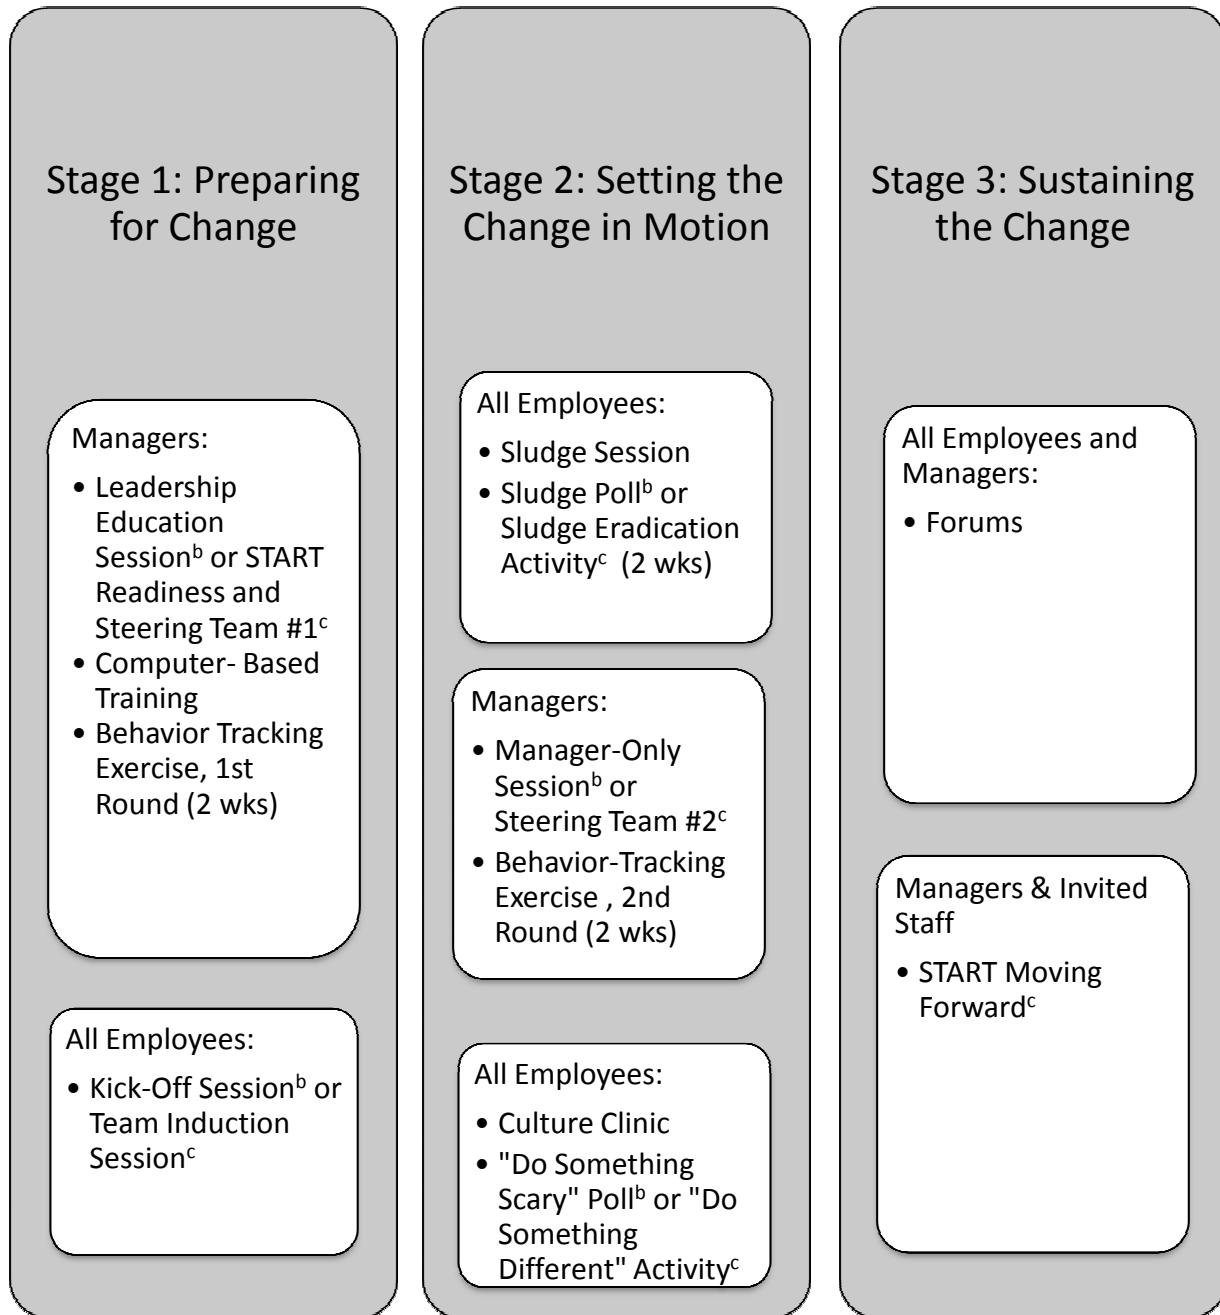 Stage 1: Preparing
for Change
Managers:
• Leadership
Education
Sessionᵇ or START
Readiness and
Steering Team #1ᶜ
• Computer- Based
Training
• Behavior Tracking
Exercise, 1st
Round (2 wks)
All Employees:
• Kick-Off Sessionᵇ or
Team Induction
Sessionᶜ
Stage 2: Setting the
Change in Motion
All Employees:
• Sludge Session
• Sludge Pollᵇ or
Sludge Eradication
Activityᶜ (2 wks)
Managers:
• Manager-Only
Sessionᵇ or
Steering Team #2ᶜ
• Behavior-Tracking
Exercise , 2nd
Round (2 wks)
All Employees:
• Culture Clinic
• "Do Something
Scary" Pollᵇ or "Do
Something
Different" Activityᶜ
Stage 3: Sustaining
the Change
All Employees and
Managers:
• Forums
Managers & Invited
Staff
• START Moving
Forwardᶜ